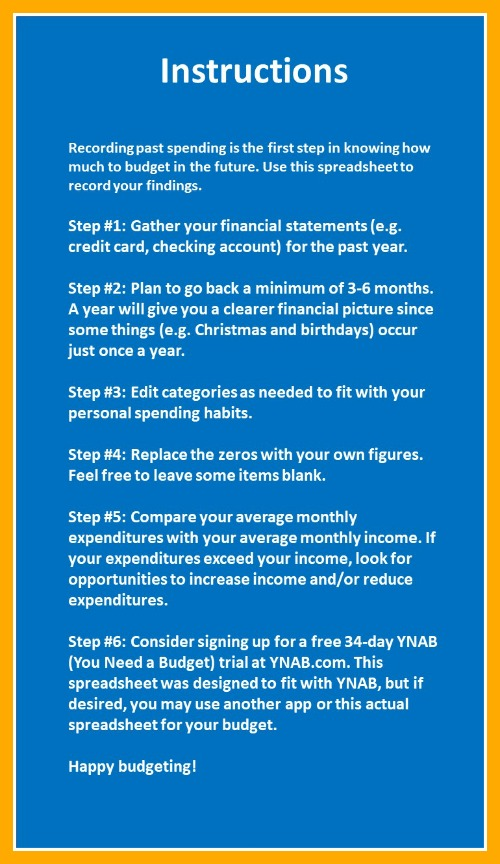 Instructions
Recording past spending is the first step in knowing how
much to budget in the future. Use this spreadsheet to
record your findings.
Step #1: Gather your financial statements (e.g.
credit card, checking account) for the past year.
Step #2: Plan to go back a minimum of 3-6 months.
A year will give you a clearer financial picture since
some things (e.g. Christmas and birthdays) occur
just once a year.
Step #3: Edit categories as needed to fit with your
personal spending habits.
Step #4: Replace the zeros with your own figures.
Feel free to leave some items blank.
Step #5: Compare your average monthly
expenditures with your average monthly income. If
your expenditures exceed your income, look for
opportunities to increase income and/or reduce
expenditures.
Step #6: Consider signing up for a free 34-day YNAB
(You Need a Budget) trial at YNAB.com. This
spreadsheet was designed to fit with YNAB, but if
desired, you may use another app or this actual
spreadsheet for your budget.
Happy budgeting!